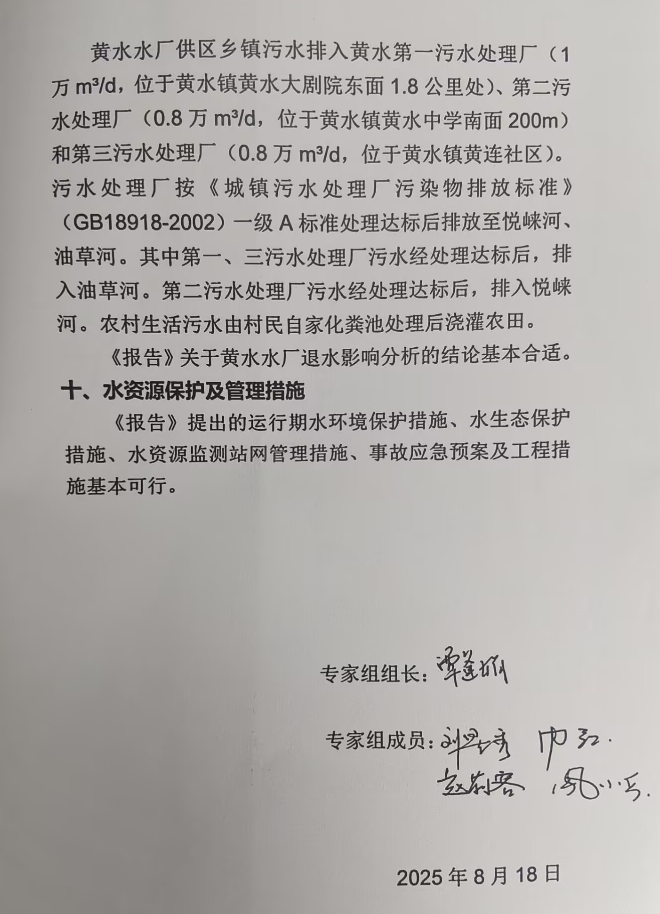 黄水水厂供区乡镇污水排入黄水第一污水处理厂（1
万 m³/d，位于黄水镇黄水大剧院东面 1.8 公里处）、第二污
水处理厂（0.8 万 m³/d，位于黄水镇黄水中学南面 200m）
和第三污水处理厂（0.8 万 m³/d，位于黄水镇黄连社区）。
污水处理厂按《城镇污水处理厂污染物排放标准》
（GB18918-2002）一级 A 标准处理达标后排放至悦崃河、
油草河。其中第一、三污水处理厂污水经处理达标后，排
入油草河。第二污水处理厂污水经处理达标后，排入悦崃
河。农村生活污水由村民自家化粪池处理后浇灌农田。
《报告》关于黄水水厂退水影响分析的结论基本合适。
十、水资源保护及管理措施
《报告》提出的运行期水环境保护措施、水生态保护
措施、水资源监测站网管理措施、事故应急预案及工程措
施基本可行。
专家组组长：
专家组成员：
2025 年 8 月 18 日